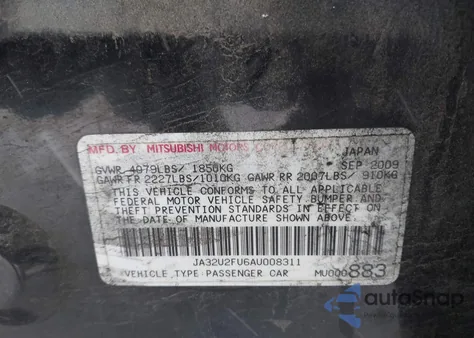 MFD. BY MITSUBISHI MOTORS
JAPAN
SEP 2009
GVWR 4079LBS/ 1850KG
GAWR FR 2227LBS/1010KG GAWR RR 2007LBS/ 910KG
THIS VEHICLE CONFORMS TO ALL APPLICABLE
FEDERAL MOTOR VEHICLE SAFETY, BUMPER AND
THEFT PREVENTION STANDARDS IN EFFECT ON
THE DATE OF MANUFACTURE SHOWN ABOVE.
JA32U2FU6AU008311
VEHICLE TYPE PASSENGER CAR
MU000883
autoSnap